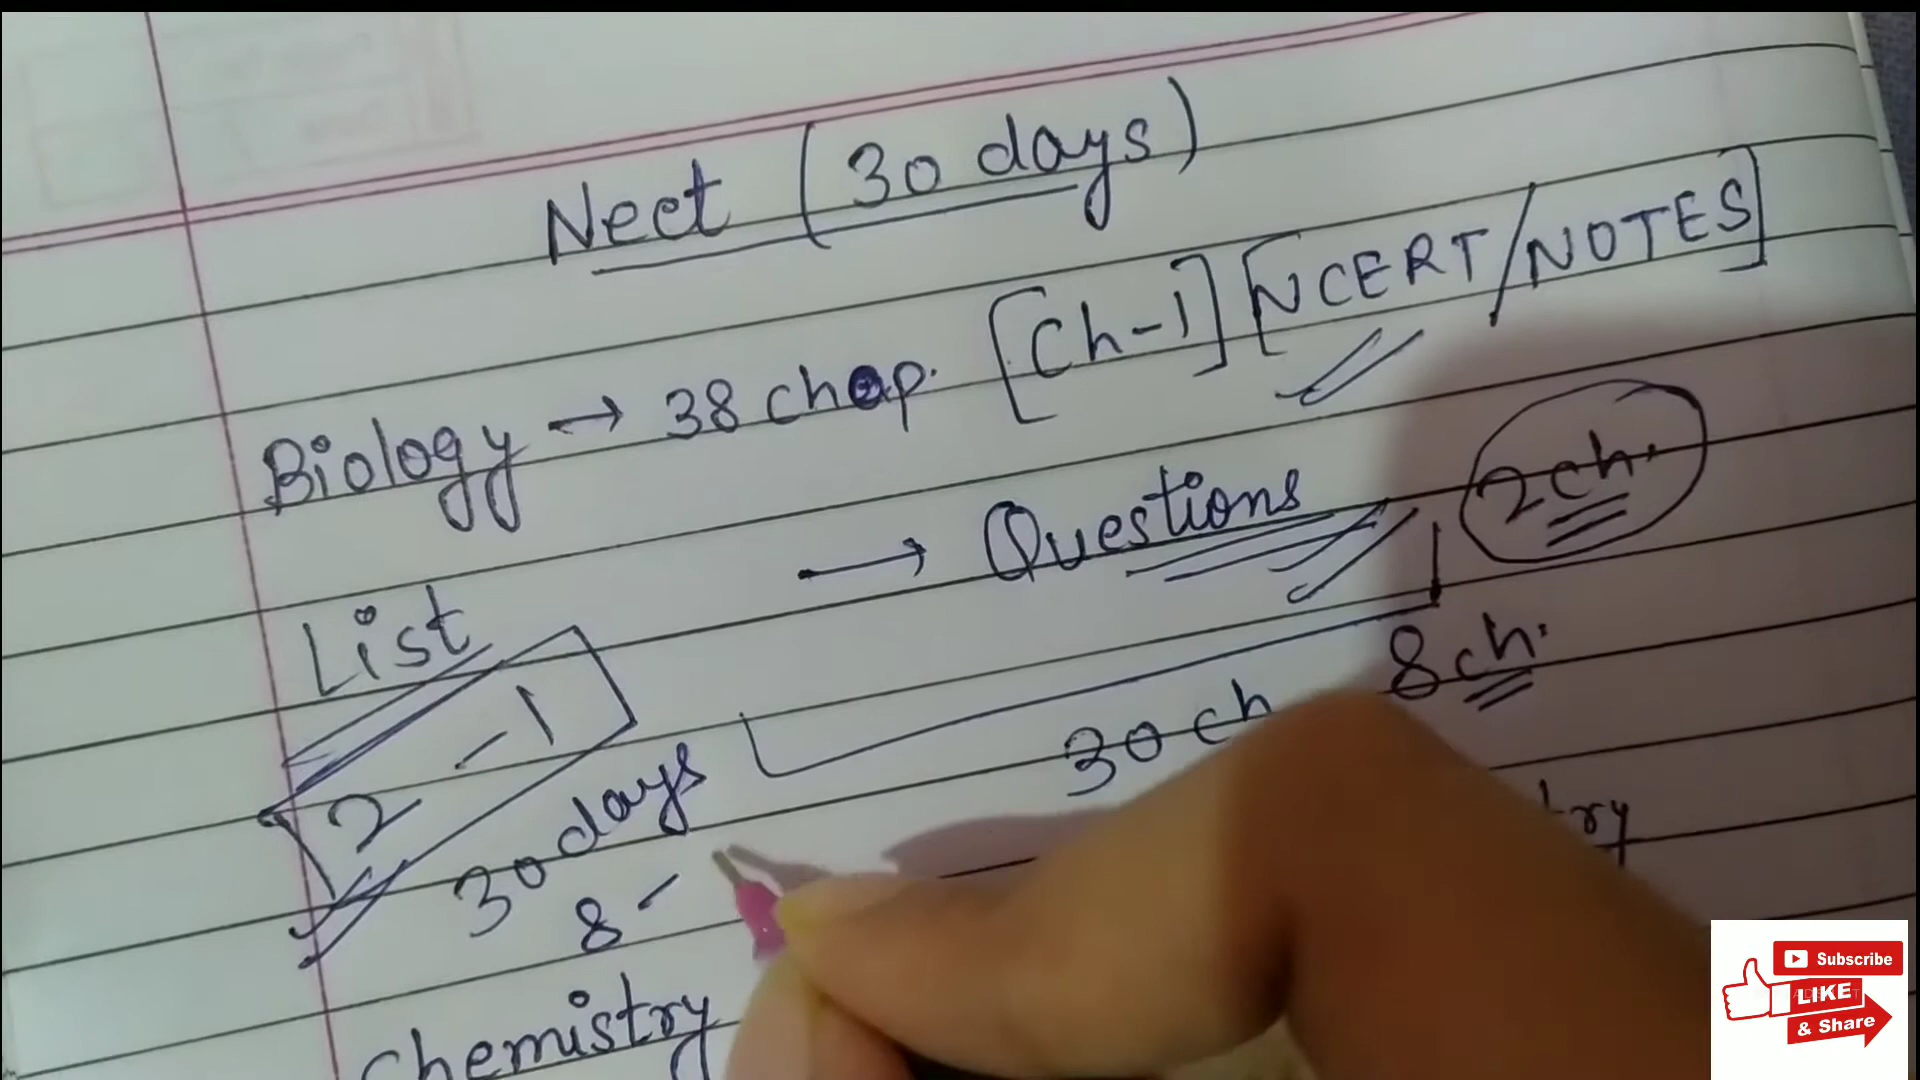 Neet (30 days)
Biology → 38 chap. [Ch-1] [NCERT/NOTES]
→ Questions 2ch.
List
8ch.
2 - 1
30 ch
30 days
try
8 -
Chemistry
Subscribe
LIKE
& Share